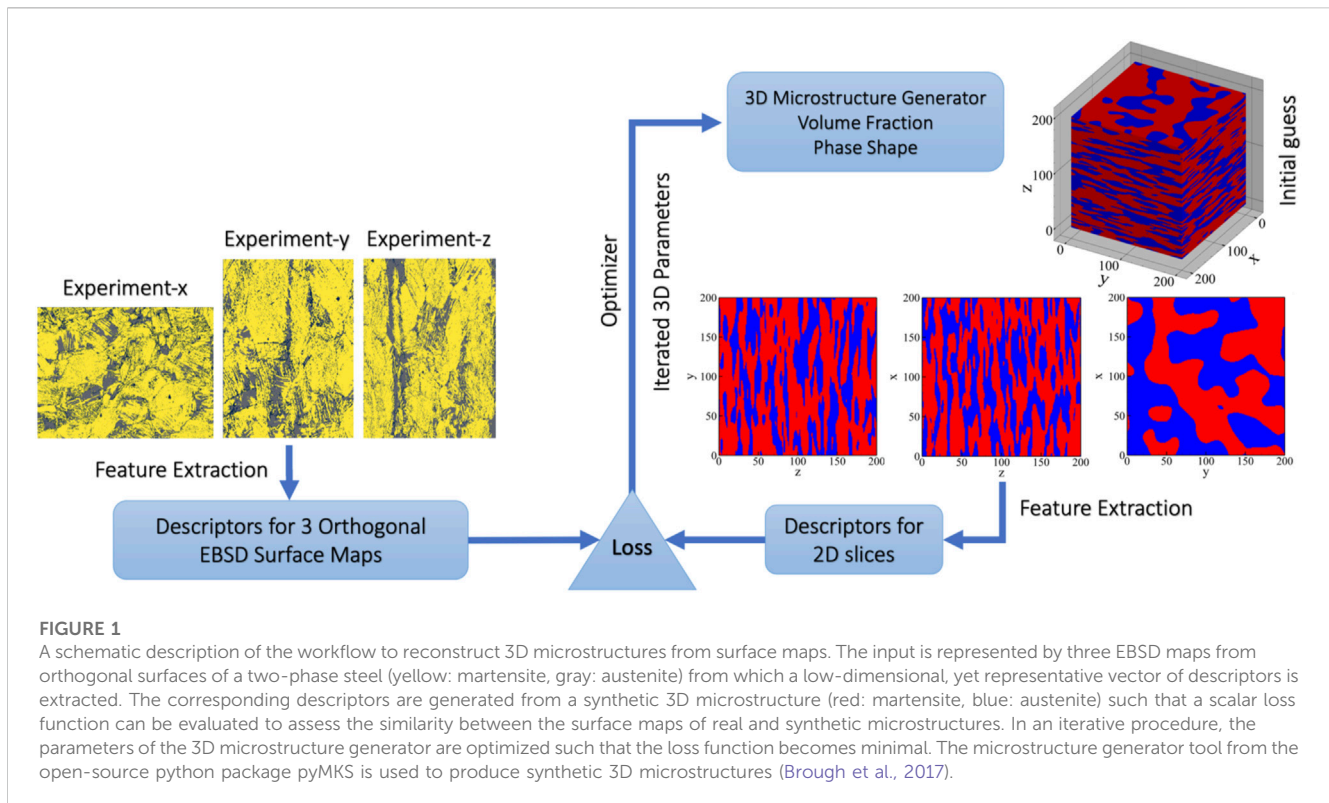 3D Microstructure Generator
Volume Fraction
Phase Shape
200
100
0
z
0
100
200
y
200
100
0
x
Initial guess
Optimizer
Iterated 3D Parameters
Experiment-x
Experiment-y
Experiment-z
Feature Extraction
Descriptors for 3 Orthogonal
EBSD Surface Maps
Loss
Descriptors for
2D slices
Feature Extraction
200
150
100
50
0
y
0
50
100
150
200
z
200
150
100
50
0
x
0
50
100
150
200
z
200
150
100
50
0
x
0
50
100
150
200
y
FIGURE 1
A schematic description of the workflow to reconstruct 3D microstructures from surface maps. The input is represented by three EBSD maps from
orthogonal surfaces of a two-phase steel (yellow: martensite, gray: austenite) from which a low-dimensional, yet representative vector of descriptors is
extracted. The corresponding descriptors are generated from a synthetic 3D microstructure (red: martensite, blue: austenite) such that a scalar loss
function can be evaluated to assess the similarity between the surface maps of real and synthetic microstructures. In an iterative procedure, the
parameters of the 3D microstructure generator are optimized such that the loss function becomes minimal. The microstructure generator tool from the
open-source python package pyMKS is used to produce synthetic 3D microstructures (Brough et al., 2017).